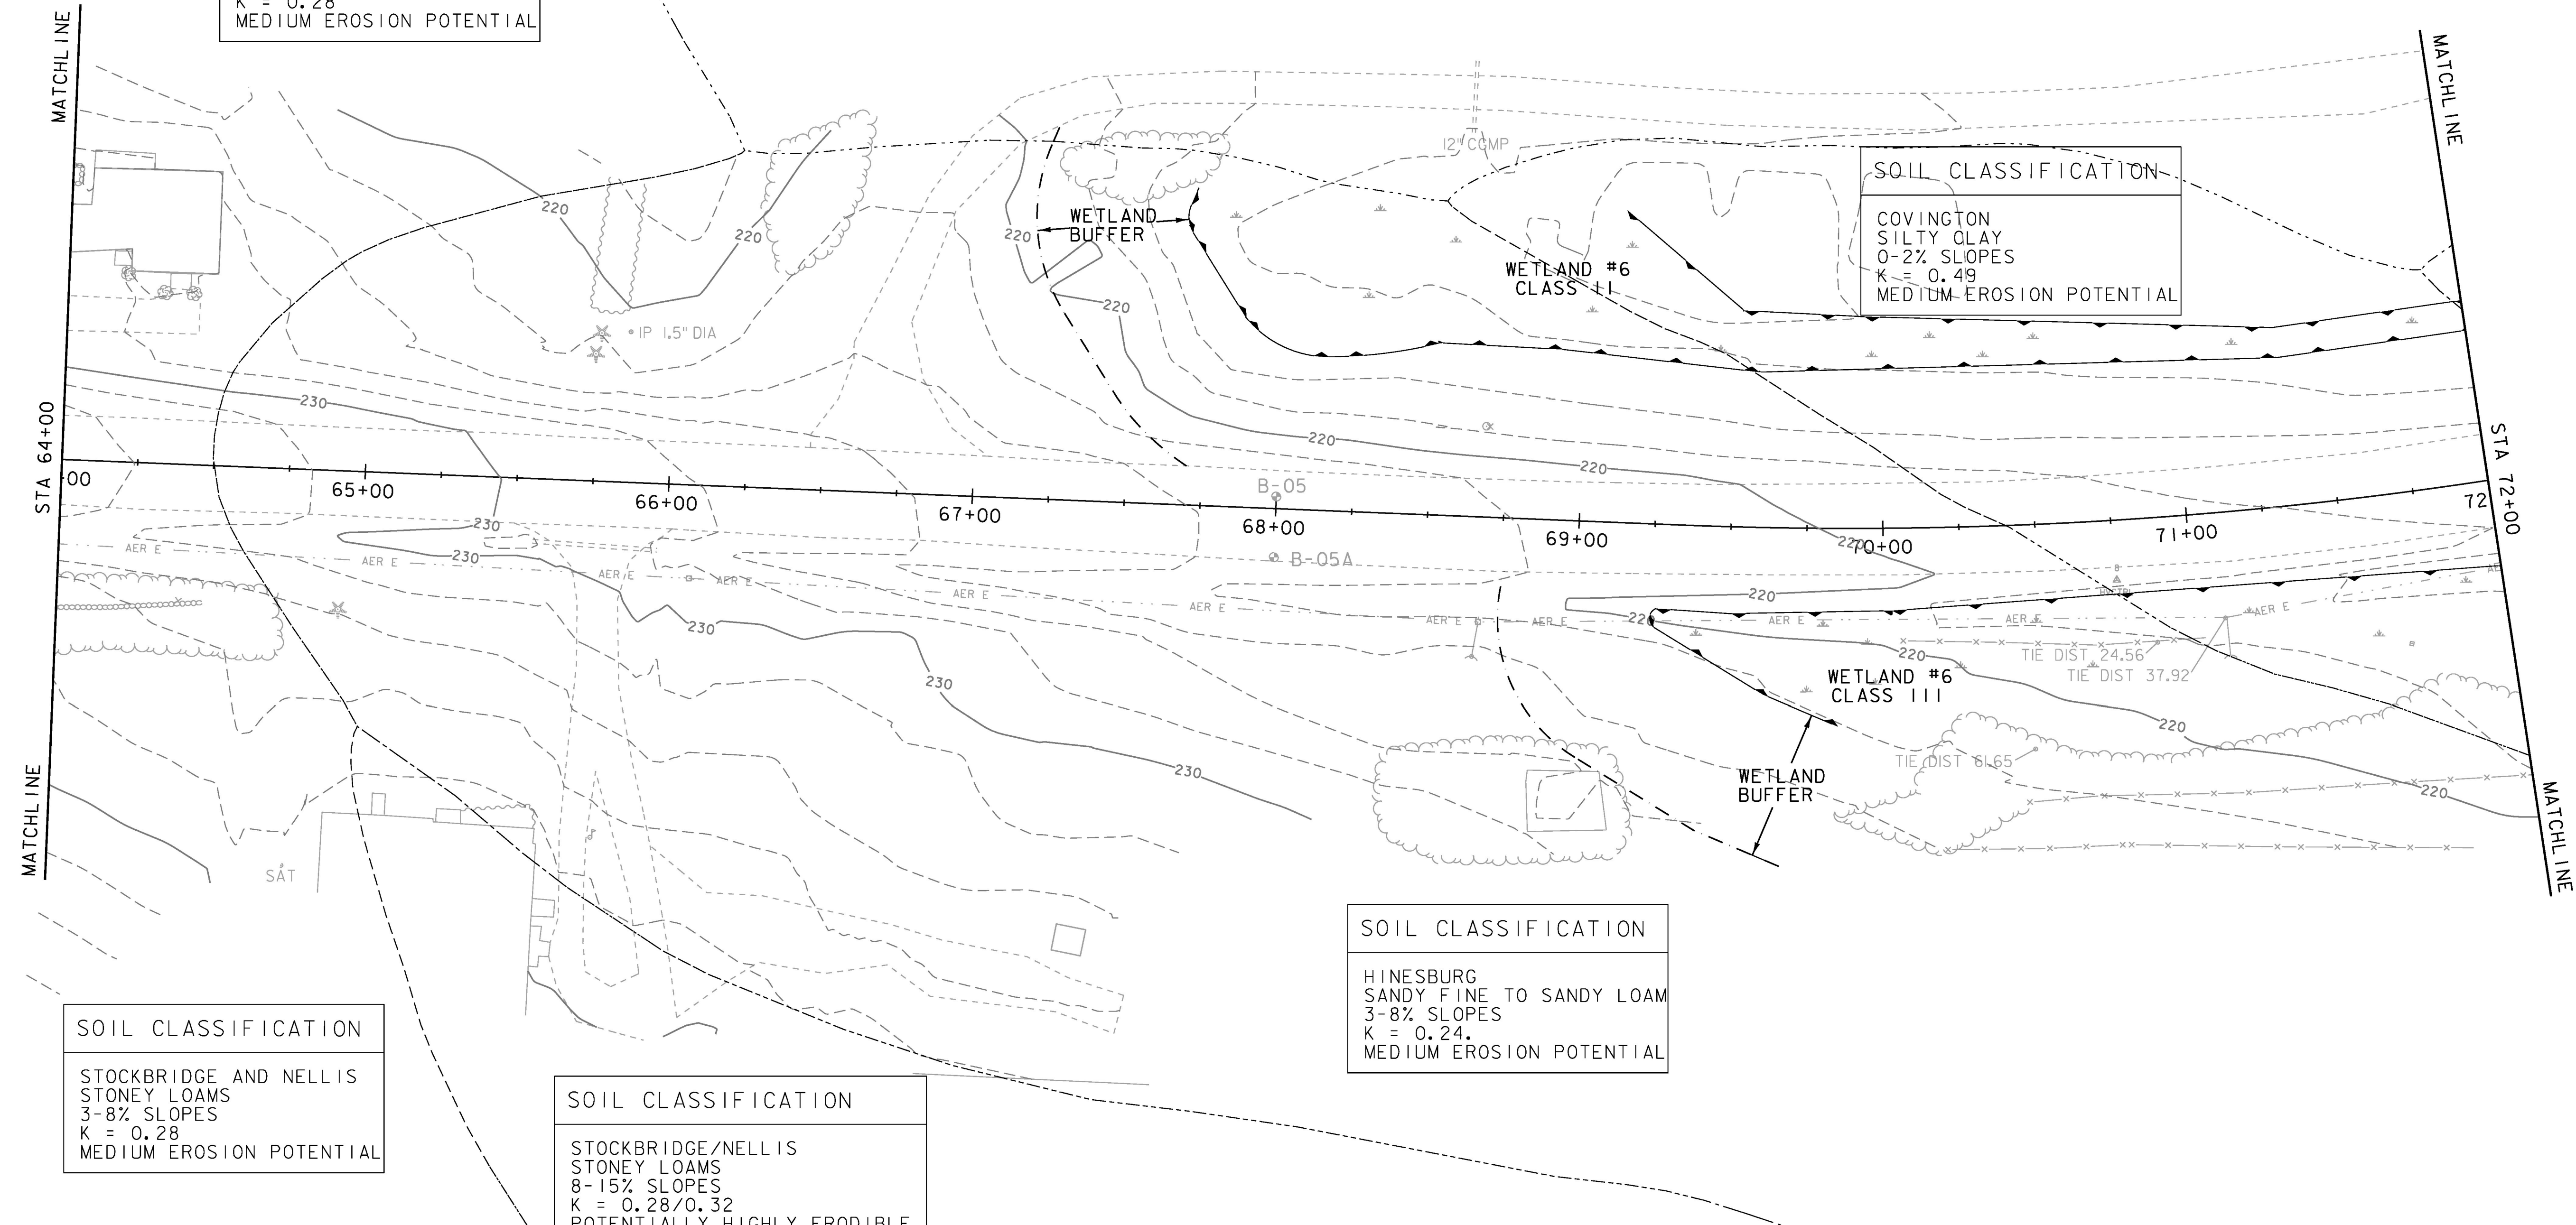 K = 0.28
MEDIUM EROSION POTENTIAL
MATCHLINE
MATCHLINE
12" CGMP
SOIL CLASSIFICATION
COVINGTON
SILTY CLAY
0-2% SLOPES
K = 0.49
MEDIUM EROSION POTENTIAL
220
220
220
WETLAND
BUFFER
WETLAND #6
CLASS II
220
IP 1.5" DIA
230
220
220
STA 64+00
00
65+00
66+00
67+00
B-05
68+00
69+00
220
70+00
71+00
72
STA 72+00
230
230
B-05A
AER E
AER E
AER E
AER E
AER E
AER E
AER E
AER E
AER E
AER E
AER E
8
220
220
230
230
220
TIE DIST 24.56
TIE DIST 37.92
WETLAND #6
CLASS III
220
TIE DIST 61.65
230
WETLAND
BUFFER
220
MATCHLINE
MATCHLINE
SAT
SOIL CLASSIFICATION
HINESBURG
SANDY FINE TO SANDY LOAM
3-8% SLOPES
K = 0.24.
MEDIUM EROSION POTENTIAL
SOIL CLASSIFICATION
STOCKBRIDGE AND NELLIS
STONEY LOAMS
3-8% SLOPES
K = 0.28
MEDIUM EROSION POTENTIAL
SOIL CLASSIFICATION
STOCKBRIDGE/NELLIS
STONEY LOAMS
8-15% SLOPES
K = 0.28/0.32
POTENTIALLY HIGHLY ERODIBLE